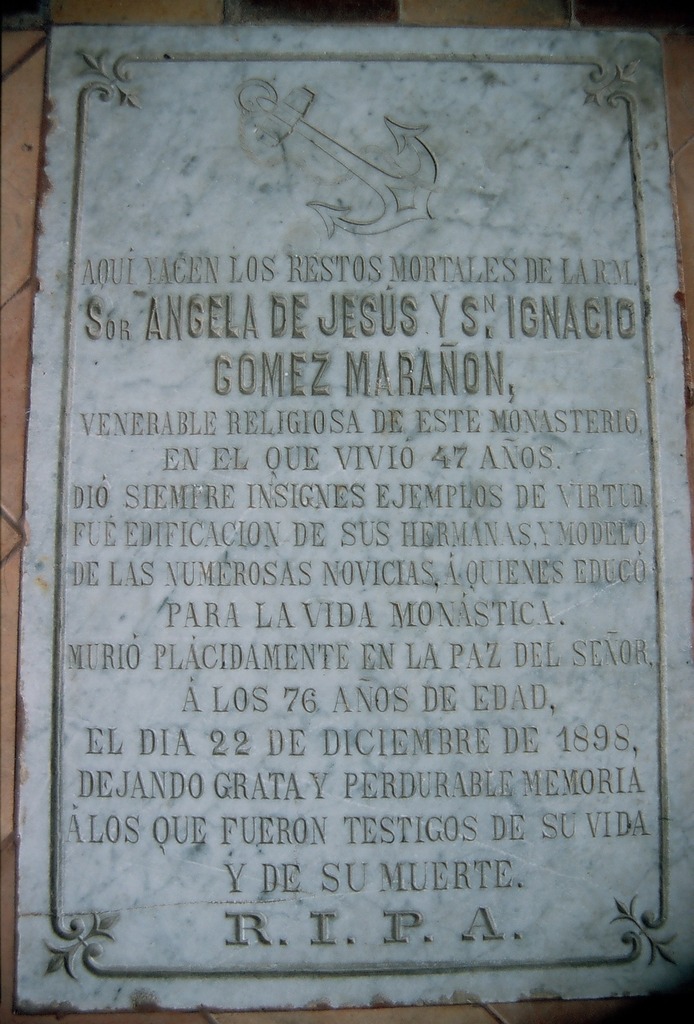 AQUÍ YACEN LOS RESTOS MORTALES DE LA R.M.
SOR ANGELA DE JESÚS Y SN. IGNACIO
GOMEZ MARAÑON,
VENERABLE RELIGIOSA DE ESTE MONASTERIO,
EN EL QUE VIVIÓ 47 AÑOS.
DIÓ SIEMPRE INSIGNES EJEMPLOS DE VIRTUD,
FUÉ EDIFICACION DE SUS HERMANAS, Y MODELO
DE LAS NUMEROSAS NOVICIAS, Á QUIENES EDUCÓ
PARA LA VIDA MONÁSTICA.
MURIÓ PLÁCIDAMENTE EN LA PAZ DEL SEÑOR,
Á LOS 76 AÑOS DE EDAD,
EL DIA 22 DE DICIEMBRE DE 1898,
DEJANDO GRATA Y PERDURABLE MEMORIA
Á LOS QUE FUERON TESTIGOS DE SU VIDA
Y DE SU MUERTE.
R. I. P. A.